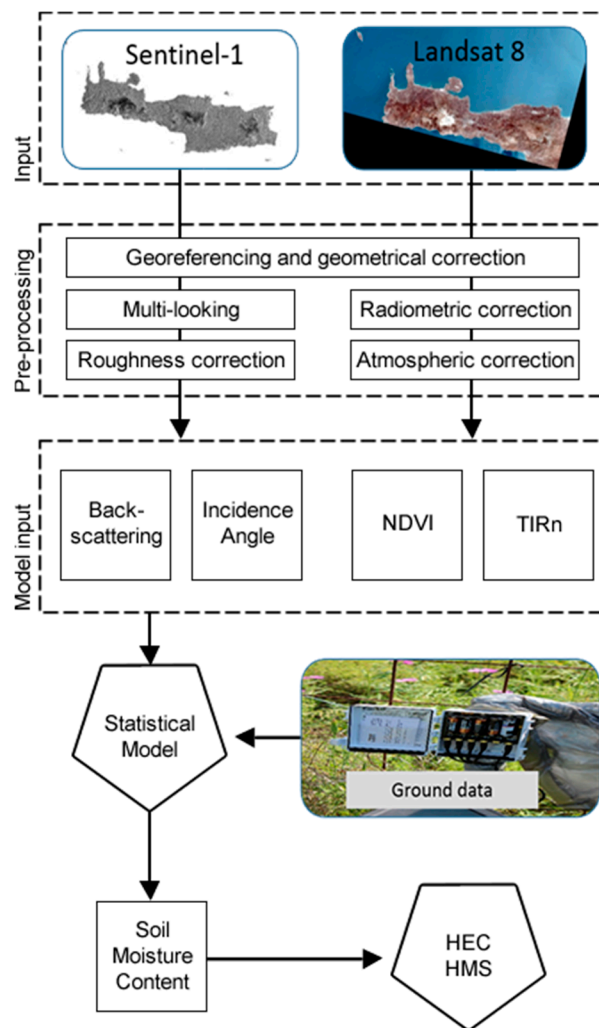 Input
Sentinel-1
Landsat 8
Pre-processing
Georeferencing and geometrical correction
Multi-looking
Radiometric correction
Roughness correction
Atmospheric correction
Model input
Back-
scattering
Incidence
Angle
NDVI
TIRn
Statistical
Model
Ground data
Soil
Moisture
Content
HEC
HMS